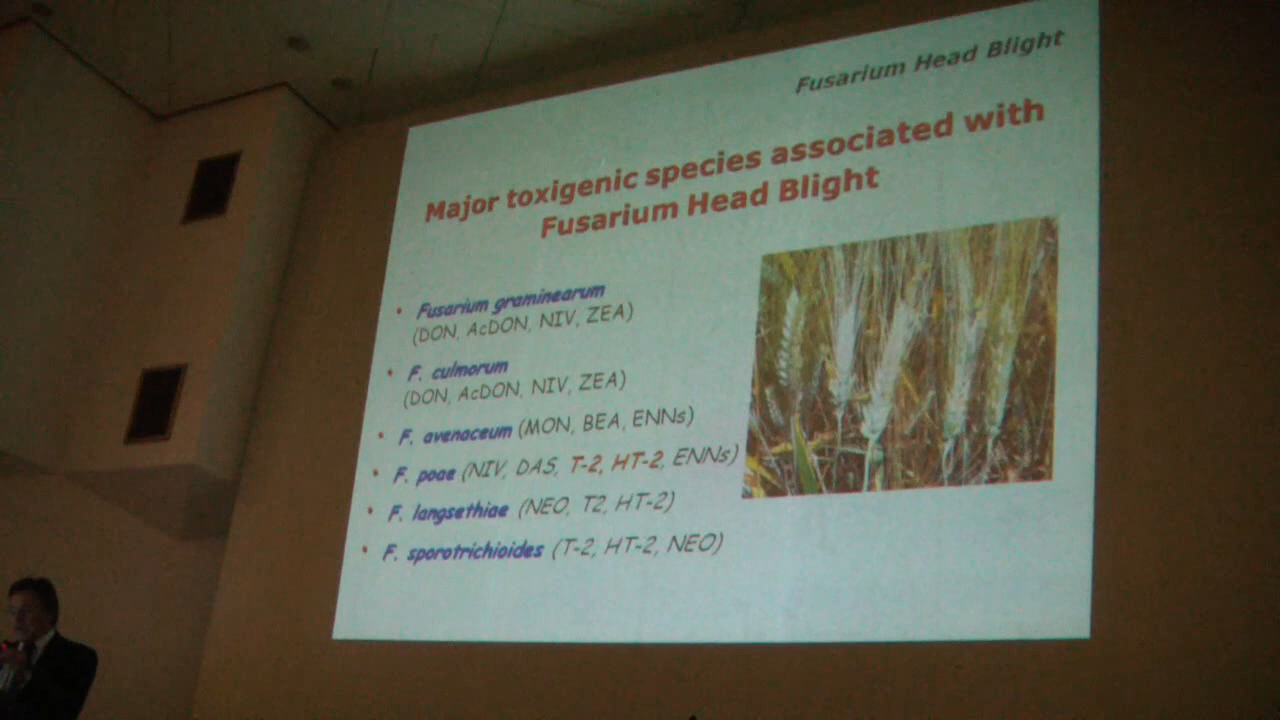 Fusarium Head Blight
Major toxigenic species associated with
Fusarium Head Blight
• Fusarium graminearum
(DON, AcDON, NIV, ZEA)
• F. culmorum
(DON, AcDON, NIV, ZEA)
• F. avenaceum (MON, BEA, ENNs)
• F. poae (NIV, DAS, T-2, HT-2, ENNs)
• F. langsethiae (NEO, T2, HT-2)
• F. sporotrichioides (T-2, HT-2, NEO)